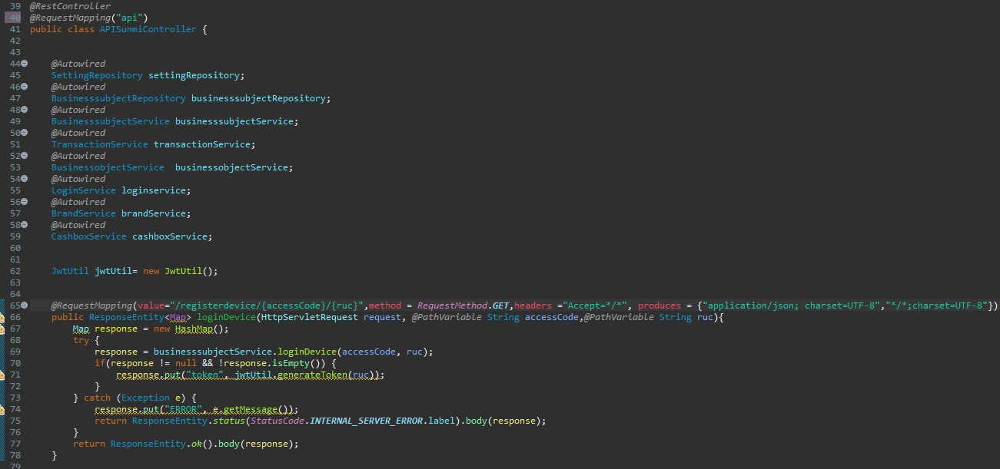 39 @RestController
40 @RequestMapping("api")
41 public class APISunmiController {
42
43
44 @Autowired
45 SettingRepository settingRepository;
46 @Autowired
47 BusinesssubjectRepository businesssubjectRepository;
48 @Autowired
49 BusinesssubjectService businesssubjectService;
50 @Autowired
51 TransactionService transactionService;
52 @Autowired
53 BusinessobjectService  businessobjectService;
54 @Autowired
55 LoginService loginservice;
56 @Autowired
57 BrandService brandService;
58 @Autowired
59 CashboxService cashboxService;
60
61
62 JwtUtil jwtUtil= new JwtUtil();
63
64
65 @RequestMapping(value="/registerdevice/{accessCode}/{ruc}",method = RequestMethod.GET,headers ="Accept=*/*", produces = {"application/json; charset=UTF-8","*/*;charset=UTF-8"})
66 public ResponseEntity<Map> loginDevice(HttpServletRequest request, @PathVariable String accessCode,@PathVariable String ruc){
67 Map response = new HashMap();
68 try {
69 response = businesssubjectService.loginDevice(accessCode, ruc);
70 if(response != null && !response.isEmpty()) {
71 response.put("token", jwtUtil.generateToken(ruc));
72 }
73 } catch (Exception e) {
74 response.put("ERROR", e.getMessage());
75 return ResponseEntity.status(StatusCode.INTERNAL_SERVER_ERROR.label).body(response);
76 }
77 return ResponseEntity.ok().body(response);
78 }
79